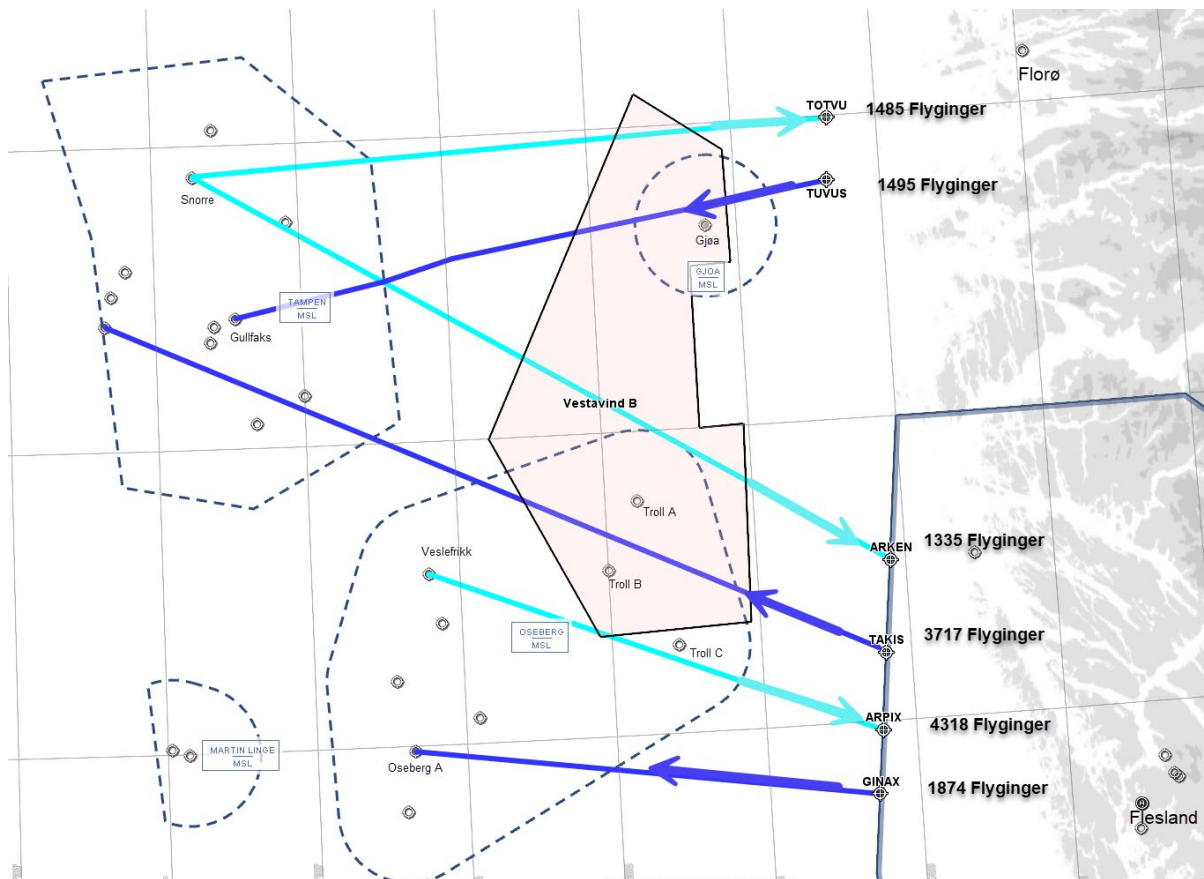 Florø
TOTVU
1485 Flyginger
Snorre
1495 Flyginger
TUVUS
Gjøa
GJOA
MSL
TAMPEN
MSL
Gullfaks
Vestavind B
Troll A
ARKEN
1335 Flyginger
Veslefrikk
Troll B
OSEBERG
MSL
Troll C
TAKIS
3717 Flyginger
ARPIX
4318 Flyginger
MARTIN LINGE
MSL
Oseberg A
GINAX
1874 Flyginger
Flesland